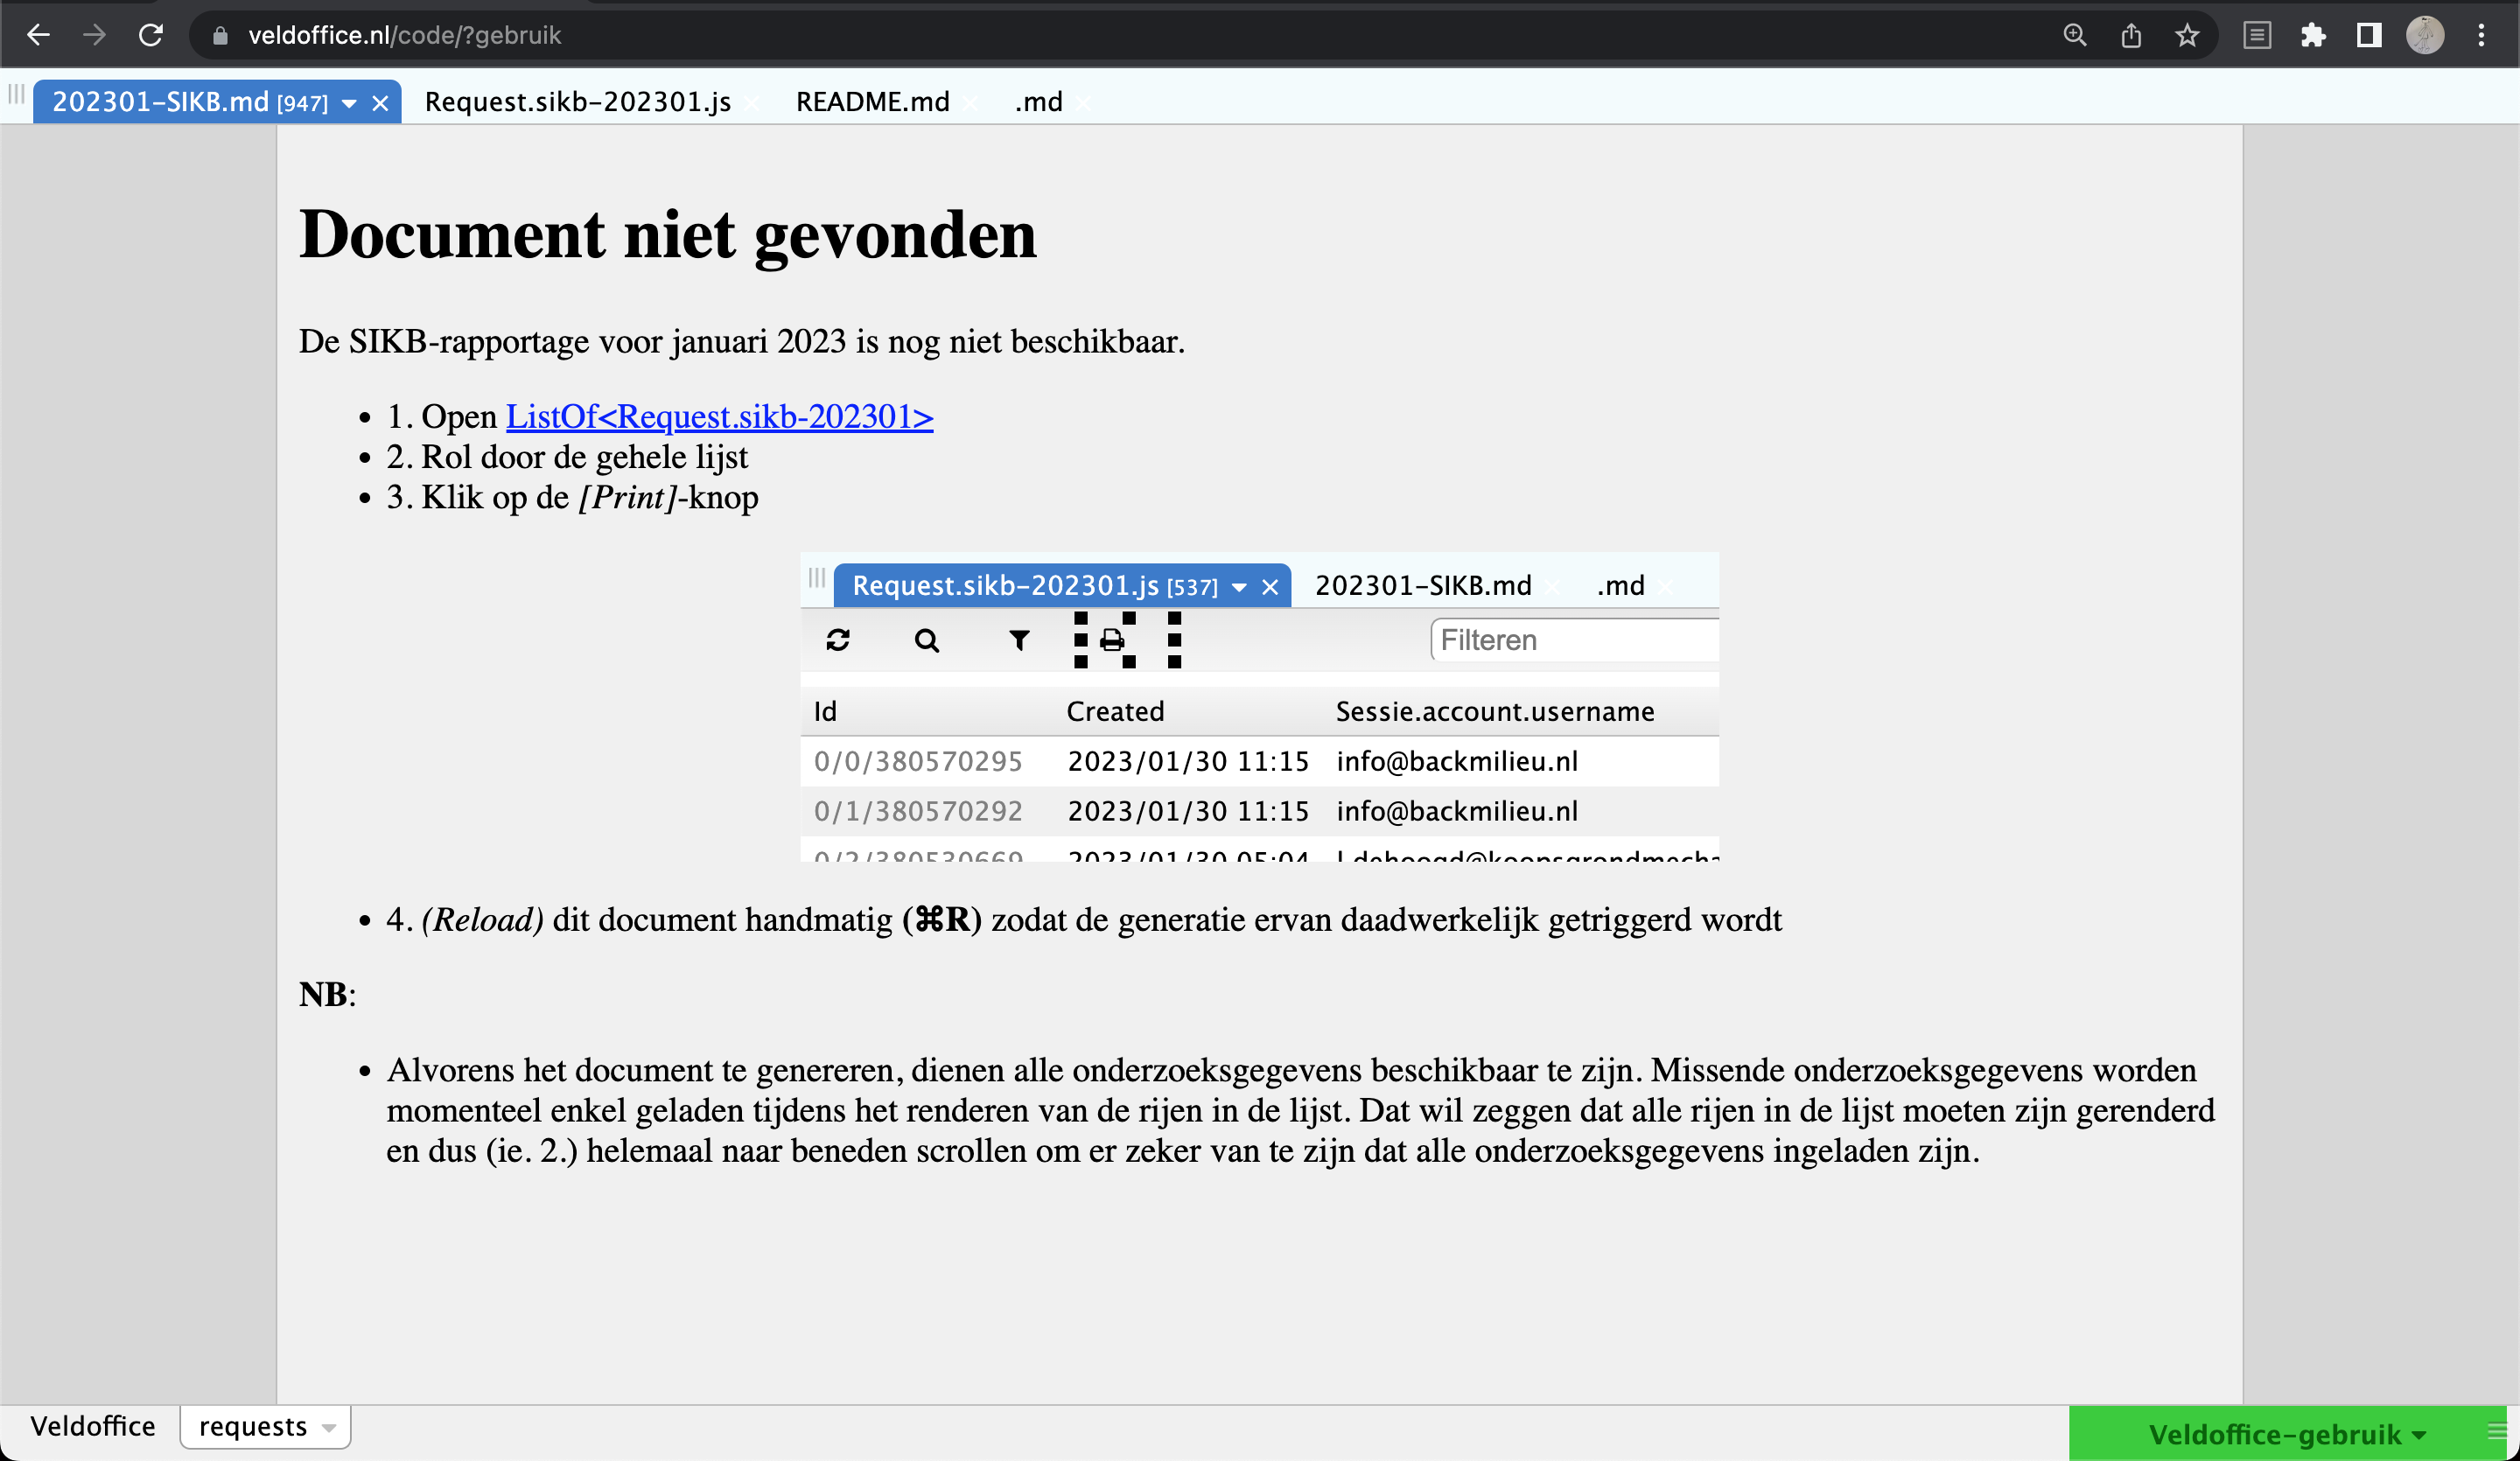 veldoffice.nl/code/?gebruik
202301-SIKB.md [947]
Request.sikb-202301.js
README.md
.md
Document niet gevonden
De SIKB-rapportage voor januari 2023 is nog niet beschikbaar.
• 1. Open ListOf<Request.sikb-202301>
• 2. Rol door de gehele lijst
• 3. Klik op de [Print]-knop
Request.sikb-202301.js [537]
202301-SIKB.md
.md
Filteren
Id Created Sessie.account.username
0/0/380570295 2023/01/30 11:15 info@backmilieu.nl
0/1/380570292 2023/01/30 11:15 info@backmilieu.nl
0/2/380530669 2023/01/30 05:04
• 4. (Reload) dit document handmatig (⌘R) zodat de generatie ervan daadwerkelijk getriggerd wordt
NB:
• Alvorens het document te genereren, dienen alle onderzoeksgegevens beschikbaar te zijn. Missende onderzoeksgegevens worden
momenteel enkel geladen tijdens het renderen van de rijen in de lijst. Dat wil zeggen dat alle rijen in de lijst moeten zijn gerenderd
en dus (ie. 2.) helemaal naar beneden scrollen om er zeker van te zijn dat alle onderzoeksgegevens ingeladen zijn.
Veldoffice
requests
Veldoffice-gebruik